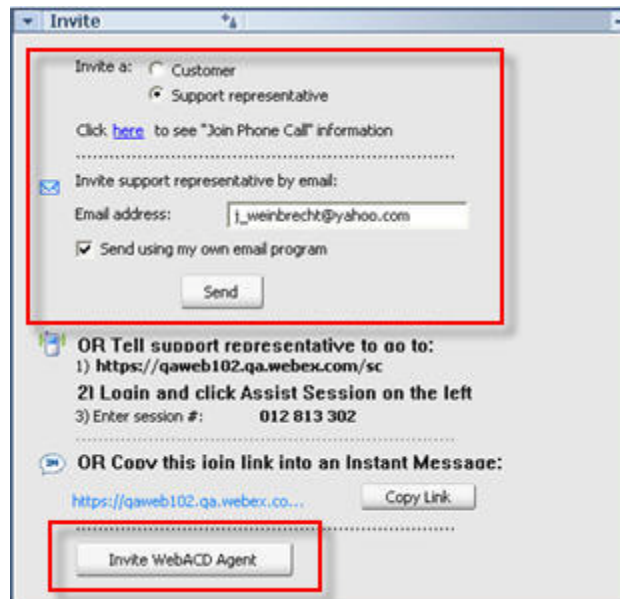 Invite
Invite a: Customer
Support representative
Click here to see "Join Phone Call" information
Invite support representative by email:
Email address: j_weinbrecht@yahoo.com
Send using my own email program
Send
OR Tell support representative to go to:
1) https://qaweb102.qa.webex.com/sc
2) Login and click Assist Session on the left
3) Enter session #: 012 813 302
OR Copy this join link into an Instant Message:
https://qaweb102.qa.webex.co... Copy Link
Invite WebACD Agent